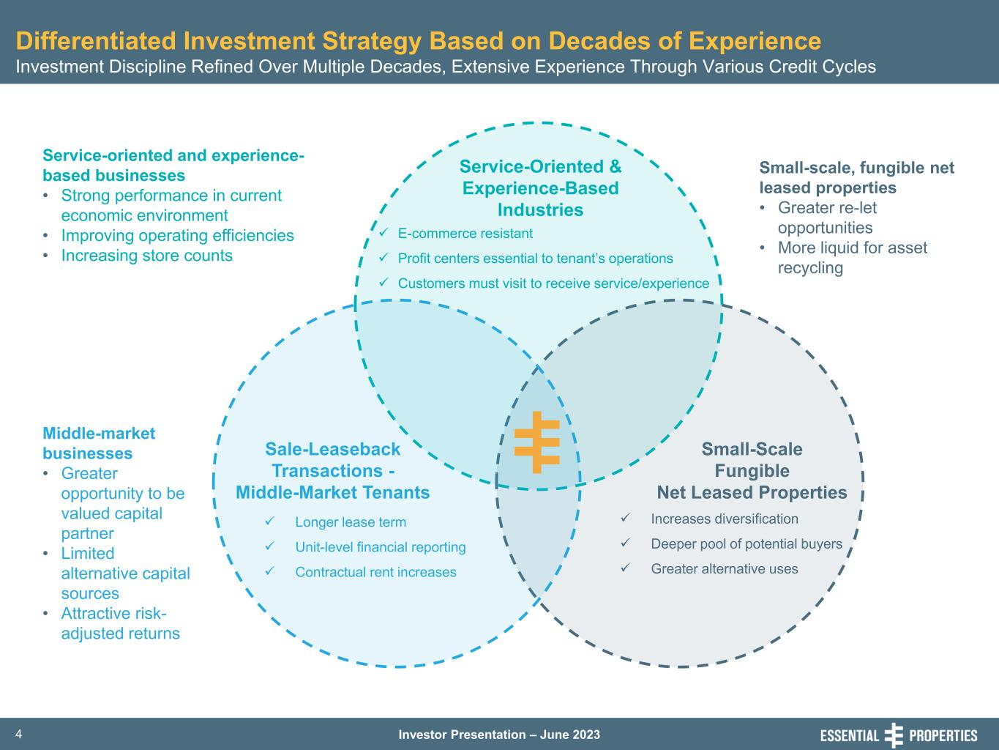 Differentiated Investment Strategy Based on Decades of Experience
Investment Discipline Refined Over Multiple Decades, Extensive Experience Through Various Credit Cycles
Service-oriented and experience-
based businesses
• Strong performance in current
economic environment
• Improving operating efficiencies
• Increasing store counts
Service-Oriented &
Experience-Based
Industries
✓ E-commerce resistant
✓ Profit centers essential to tenant’s operations
✓ Customers must visit to receive service/experience
Small-scale, fungible net
leased properties
• Greater re-let
opportunities
• More liquid for asset
recycling
Middle-market
businesses
• Greater
opportunity to be
valued capital
partner
• Limited
alternative capital
sources
• Attractive risk-
adjusted returns
Sale-Leaseback
Transactions -
Middle-Market Tenants
✓ Longer lease term
✓ Unit-level financial reporting
✓ Contractual rent increases
Small-Scale
Fungible
Net Leased Properties
✓ Increases diversification
✓ Deeper pool of potential buyers
✓ Greater alternative uses
4
Investor Presentation – June 2023
ESSENTIAL PROPERTIES